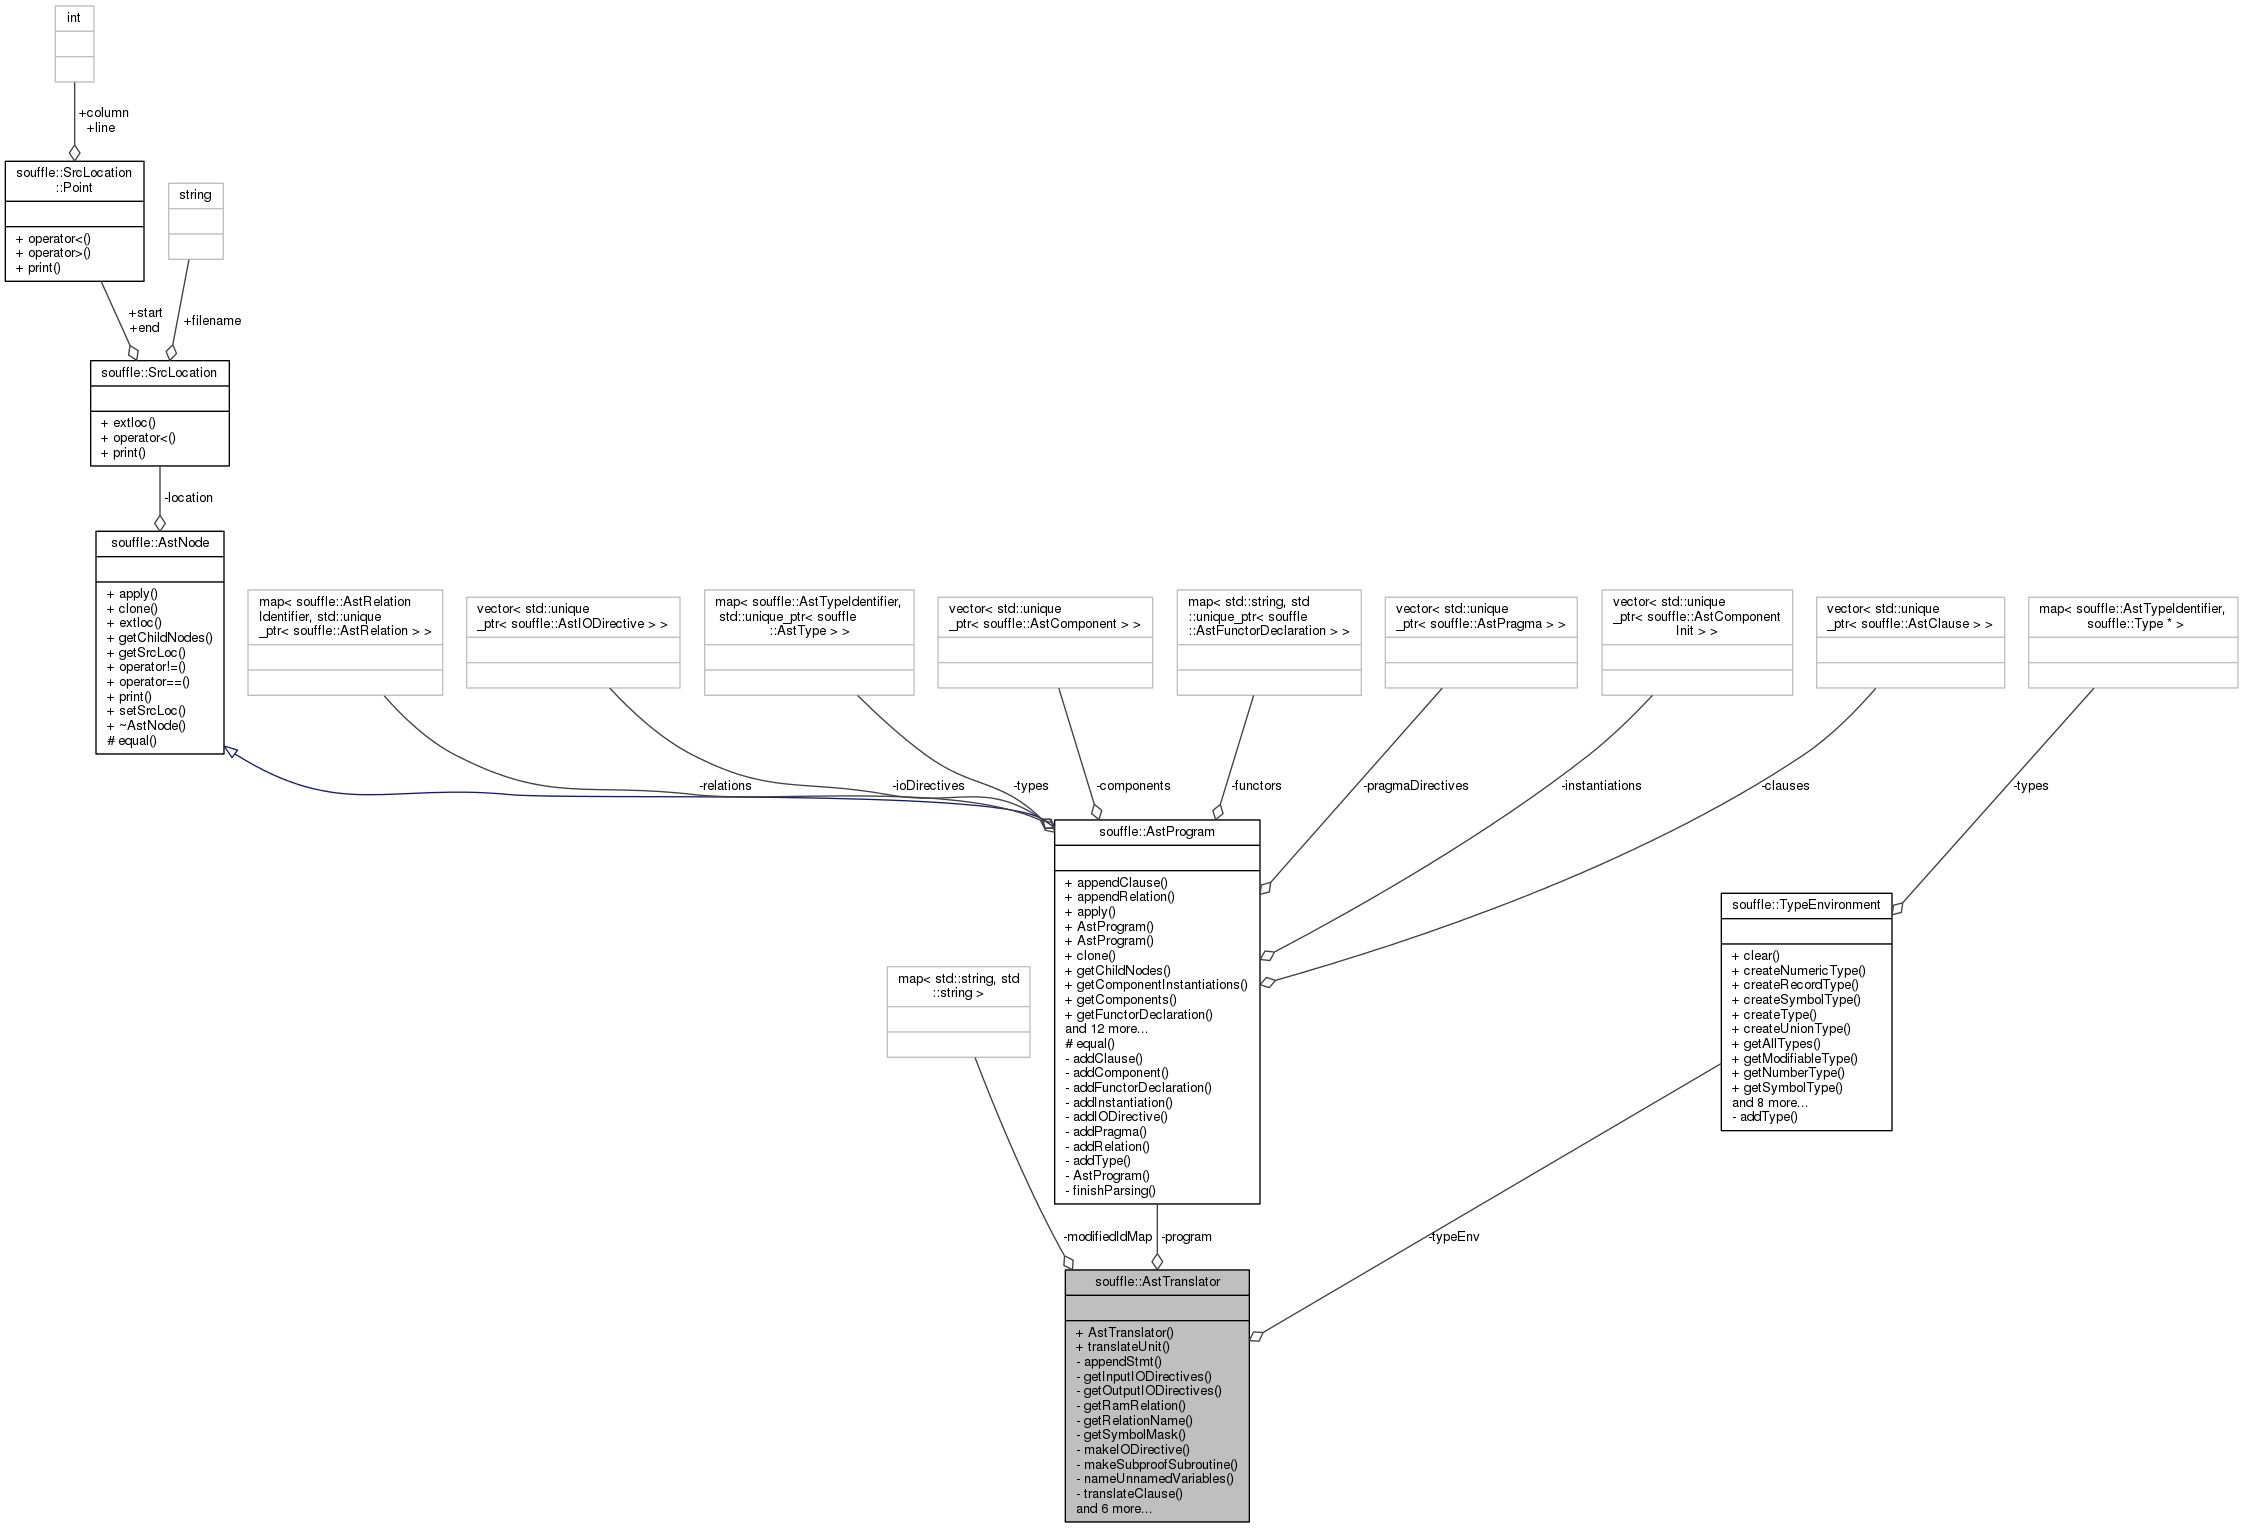 int
+column
+line
souffle::SrcLocation
::Point
+ operator<()
+ operator>()
+ print()
string
+start
+end
+filename
souffle::SrcLocation
+ extloc()
+ operator<()
+ print()
-location
souffle::AstNode
+ apply()
+ clone()
+ extloc()
+ getChildNodes()
+ getSrcLoc()
+ operator!=()
+ operator==()
+ print()
+ setSrcLoc()
+ ~AstNode()
# equal()
map< souffle::AstRelation
Identifier, std::unique
_ptr< souffle::AstRelation > >
vector< std::unique
_ptr< souffle::AstIODirective > >
map< souffle::AstTypeIdentifier,
std::unique_ptr< souffle
::AstType > >
vector< std::unique
_ptr< souffle::AstComponent > >
map< std::string, std
::unique_ptr< souffle
::AstFunctorDeclaration > >
vector< std::unique
_ptr< souffle::AstPragma > >
vector< std::unique
_ptr< souffle::AstComponent
Init > >
vector< std::unique
_ptr< souffle::AstClause > >
map< souffle::AstTypeIdentifier,
souffle::Type * >
-relations
-ioDirectives
-types
-components
-functors
-pragmaDirectives
-instantiations
-clauses
-types
souffle::AstProgram
+ appendClause()
+ appendRelation()
+ apply()
+ AstProgram()
+ AstProgram()
+ clone()
+ getChildNodes()
+ getComponentInstantiations()
+ getComponents()
+ getFunctorDeclaration()
and 12 more...
# equal()
- addClause()
- addComponent()
- addFunctorDeclaration()
- addInstantiation()
- addIODirective()
- addPragma()
- addRelation()
- addType()
- AstProgram()
- finishParsing()
souffle::TypeEnvironment
+ clear()
+ createNumericType()
+ createRecordType()
+ createSymbolType()
+ createType()
+ createUnionType()
+ getAllTypes()
+ getModifiableType()
+ getNumberType()
+ getSymbolType()
and 8 more...
- addType()
map< std::string, std
::string >
-modifiedIdMap
-program
-typeEnv
souffle::AstTranslator
+ AstTranslator()
+ translateUnit()
- appendStmt()
- getInputIODirectives()
- getOutputIODirectives()
- getRamRelation()
- getRelationName()
- getSymbolMask()
- makeIODirective()
- makeSubproofSubroutine()
- nameUnnamedVariables()
- translateClause()
and 6 more...